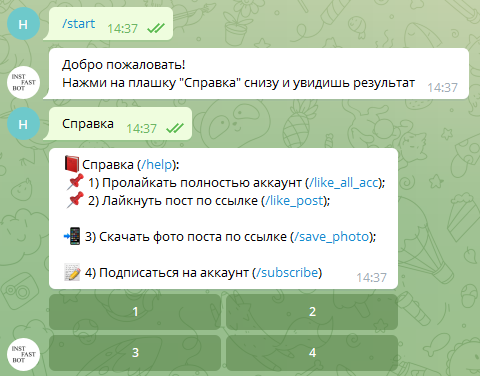 H
/start 14:37
Добро пожаловать!
Нажми на плашку "Справка" снизу и увидишь результат 14:37
INST
FAST
BOT
H
Справка 14:37
Справка (/help):
1) Пролайкать полностью аккаунт (/like_all_acc);
2) Лайкнуть пост по ссылке (/like_post);
3) Скачать фото поста по ссылке (/save_photo);
4) Подписаться на аккаунт (/subscribe) 14:37
1 2
3 4
INST
FAST
BOT